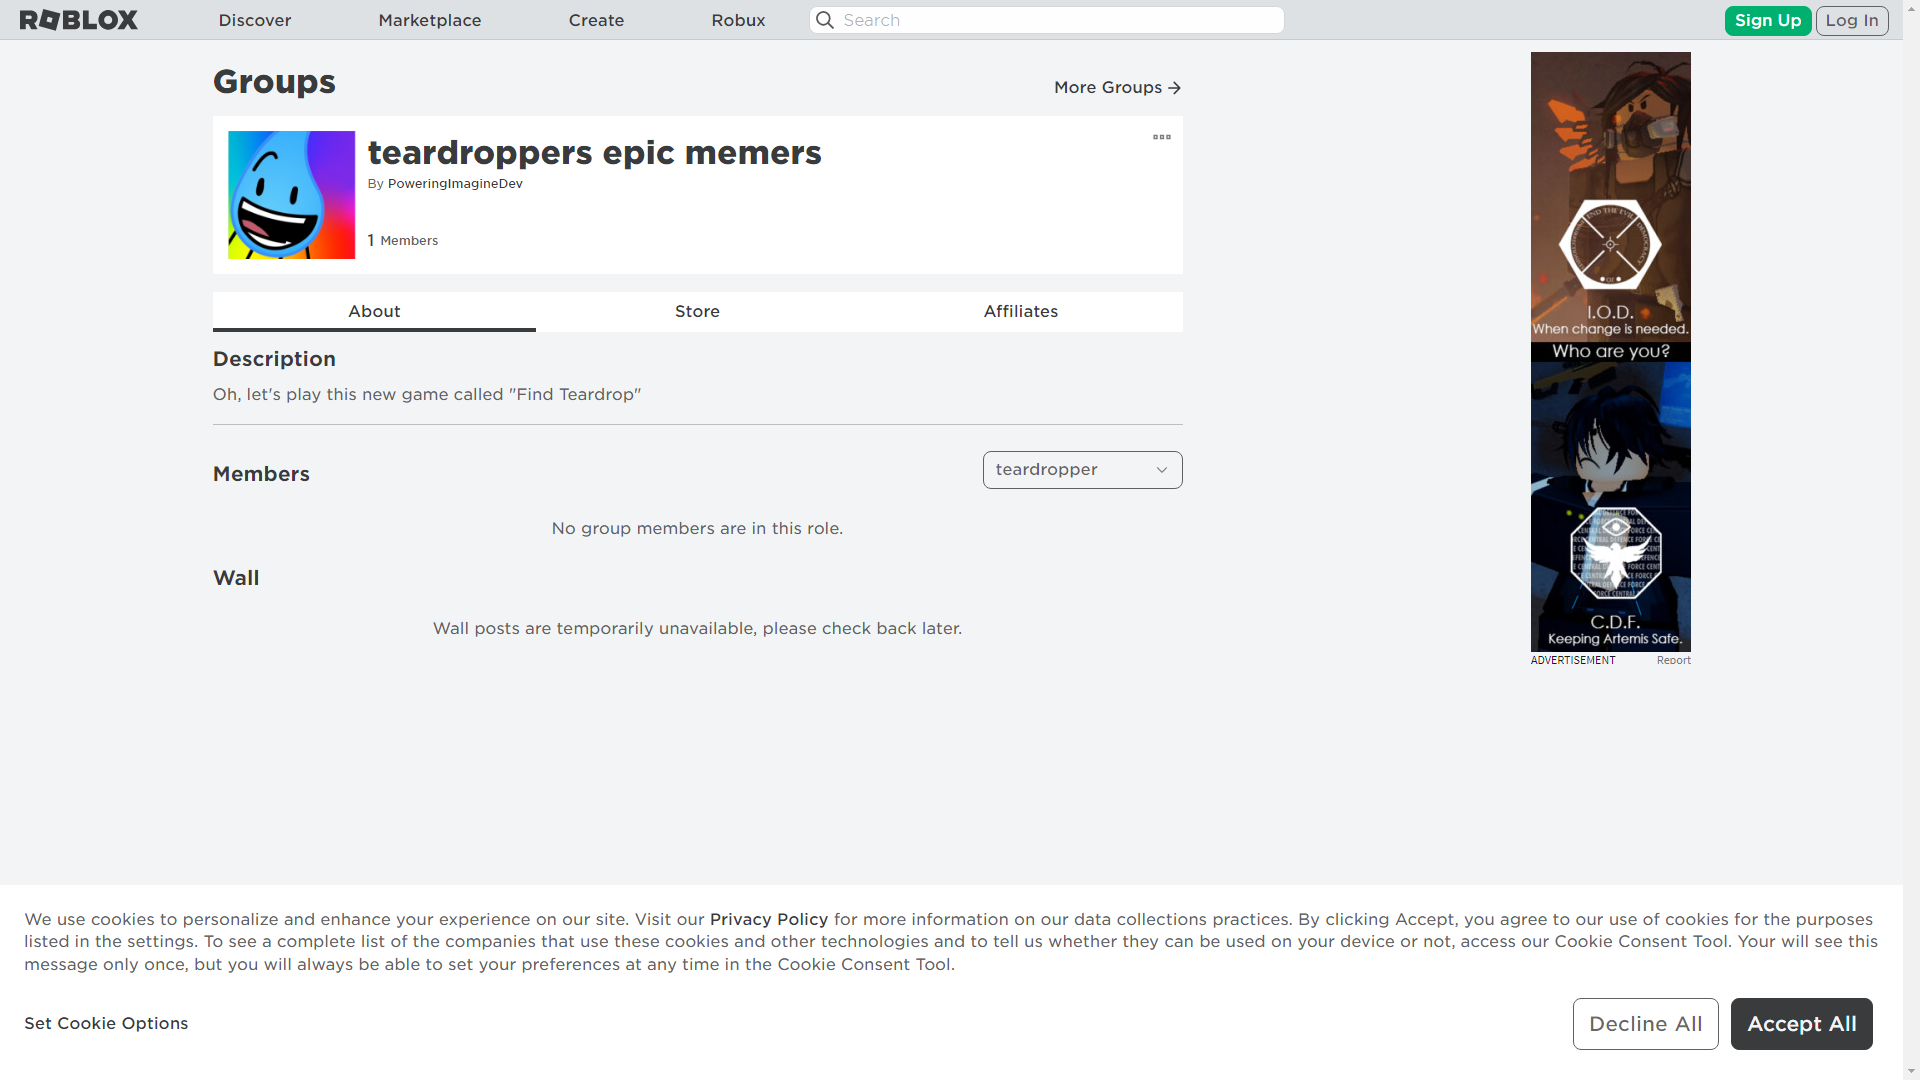 ROBLOX Discover Marketplace Create Robux Search Sign Up Log In
Groups
More Groups
teardroppers epic memers
By PoweringImagineDev
1 Members
About Store Affiliates
Description
Oh, let's play this new game called "Find Teardrop"
Members
teardropper
No group members are in this role.
Wall
Wall posts are temporarily unavailable, please check back later.
I.O.D.
When change is needed.
Who are you?
C.D.F.
Keeping Artemis Safe.
ADVERTISEMENT Report
We use cookies to personalize and enhance your experience on our site. Visit our Privacy Policy for more information on our data collections practices. By clicking Accept, you agree to our use of cookies for the purposes
listed in the settings. To see a complete list of the companies that use these cookies and other technologies and to tell us whether they can be used on your device or not, access our Cookie Consent Tool. Your will see this
message only once, but you will always be able to set your preferences at any time in the Cookie Consent Tool.
Set Cookie Options
Decline All
Accept All